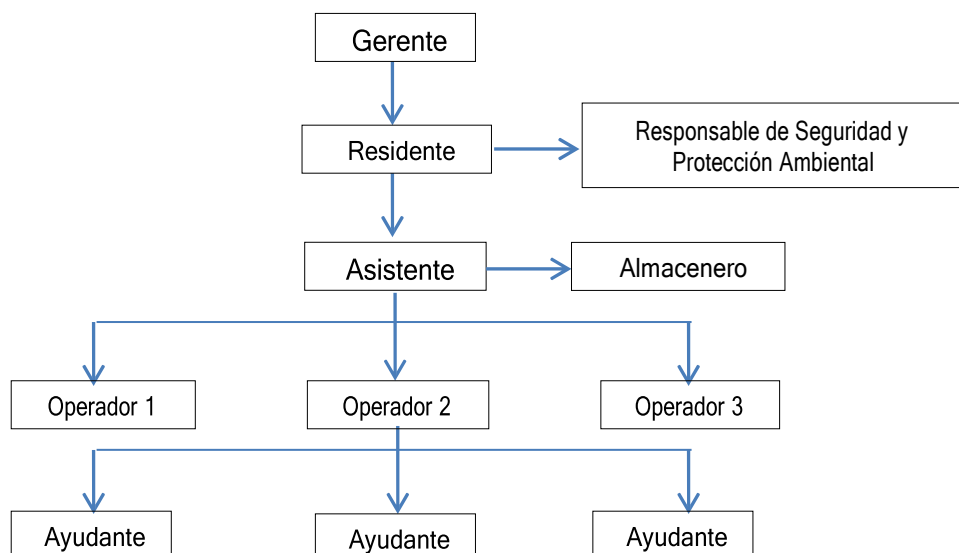 Gerente
Residente
Responsable de Seguridad y
Protección Ambiental
Asistente
Almacenero
Operador 1
Operador 2
Operador 3
Ayudante
Ayudante
Ayudante